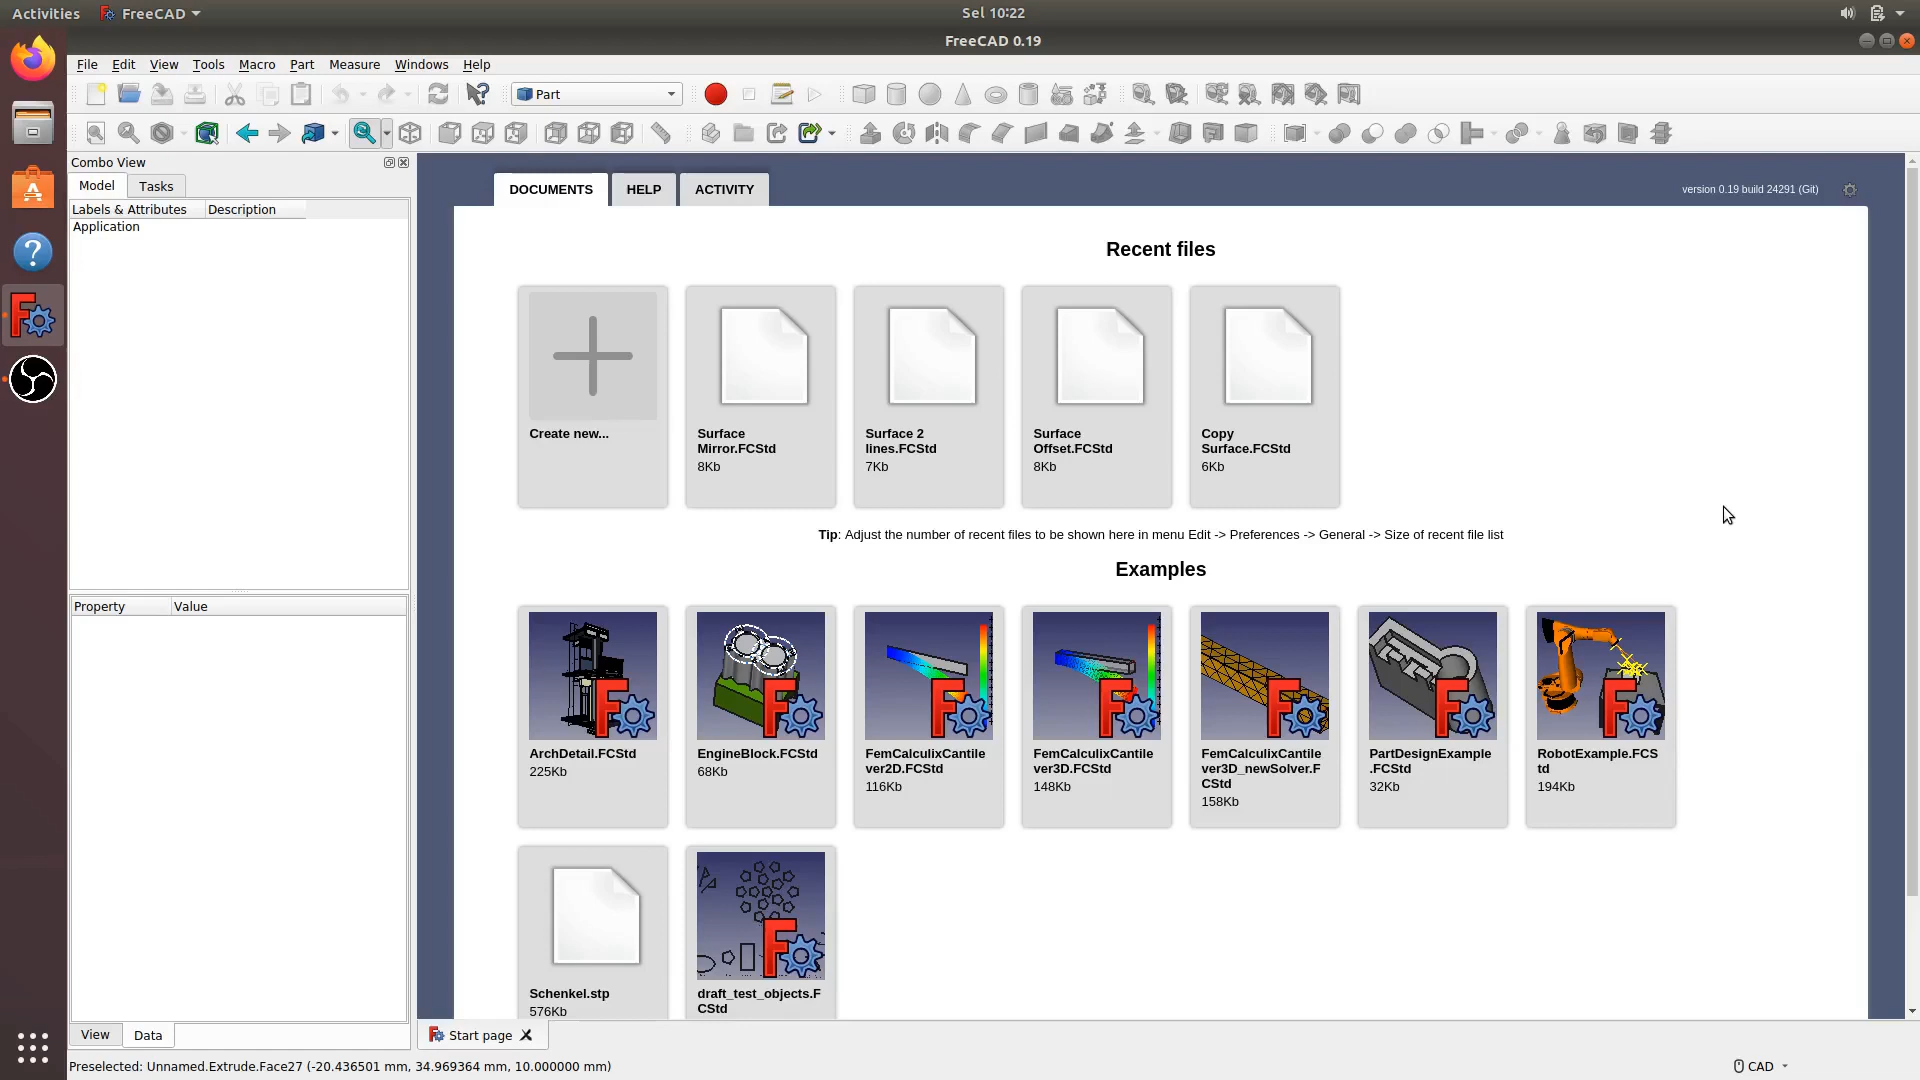 Activities
FreeCAD
Sel 10:22
FreeCAD 0.19
File Edit View Tools Macro Part Measure Windows Help
Part
Combo View
Model
Tasks
Labels & Attributes
Description
Application
Property
Value
View
Data
DOCUMENTS
HELP
ACTIVITY
version 0.19 build 24291 (Git)
Recent files
Create new...
Surface
Mirror.FCStd
8Kb
Surface 2
lines.FCStd
7Kb
Surface
Offset.FCStd
8Kb
Copy
Surface.FCStd
6Kb
Tip: Adjust the number of recent files to be shown here in menu Edit -> Preferences -> General -> Size of recent file list
Examples
ArchDetail.FCStd
225Kb
EngineBlock.FCStd
68Kb
FemCalculixCantile
ver2D.FCStd
116Kb
FemCalculixCantile
ver3D.FCStd
148Kb
FemCalculixCantile
ver3D_newSolver.F
CStd
158Kb
PartDesignExample
.FCStd
32Kb
RobotExample.FCS
td
194Kb
Schenkel.stp
576Kb
draft_test_objects.F
CStd
Start page
Preselected: Unnamed.Extrude.Face27 (-20.436501 mm, 34.969364 mm, 10.000000 mm)
CAD